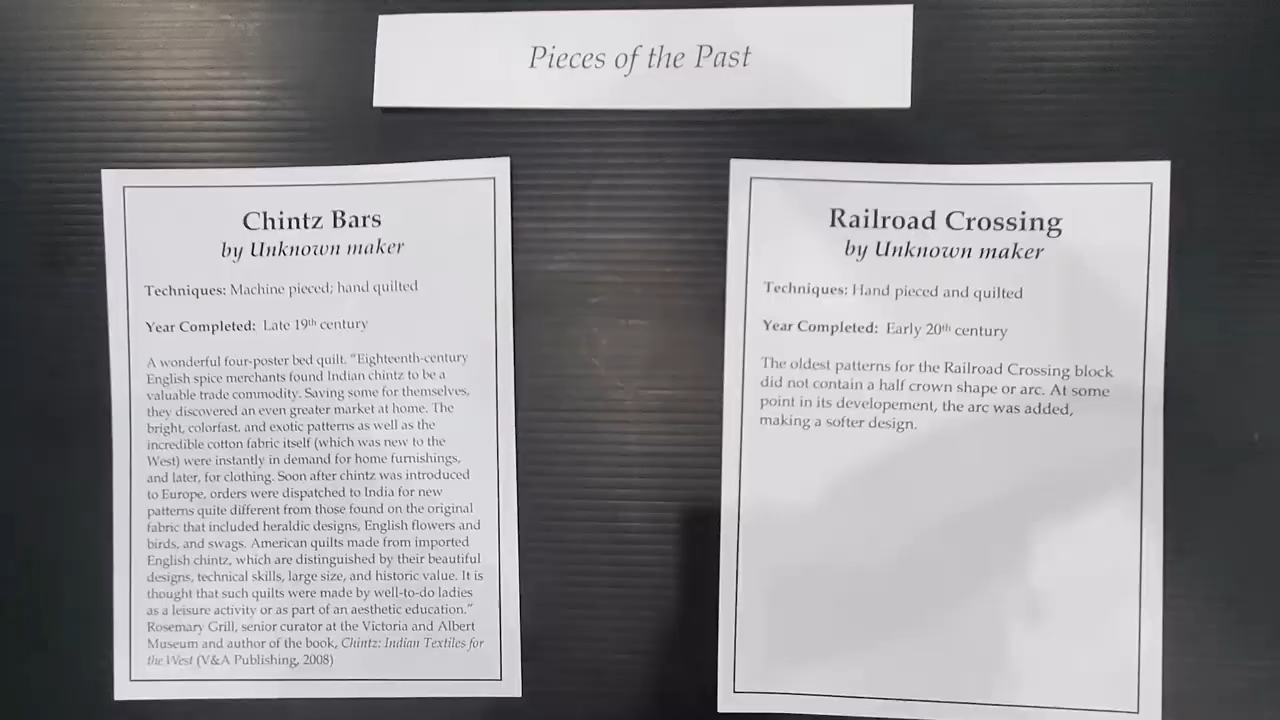 Pieces of the Past
Chintz Bars
by Unknown maker
Techniques: Machine pieced; hand quilted
Year Completed: Late 19th century
A wonderful four-poster bed quilt. "Eighteenth-century
English spice merchants found Indian chintz to be a
valuable trade commodity. Saving some for themselves,
they discovered an even greater market at home. The
bright, colorfast, and exotic patterns as well as the
incredible cotton fabric itself (which was new to the
West) were instantly in demand for home furnishings,
and later, for clothing. Soon after chintz was introduced
to Europe, orders were dispatched to India for new
patterns quite different from those found on the original
fabric that included heraldic designs, English flowers and
birds, and swags. American quilts made from imported
English chintz, which are distinguished by their beautiful
designs, technical skills, large size, and historic value. It is
thought that such quilts were made by well-to-do ladies
as a leisure activity or as part of an aesthetic education."
Rosemary Grill, senior curator at the Victoria and Albert
Museum and author of the book, Chintz: Indian Textiles for
the West (V&A Publishing, 2008)
Railroad Crossing
by Unknown maker
Techniques: Hand pieced and quilted
Year Completed: Early 20th century
The oldest patterns for the Railroad Crossing block
did not contain a half crown shape or arc. At some
point in its developement, the arc was added,
making a softer design.